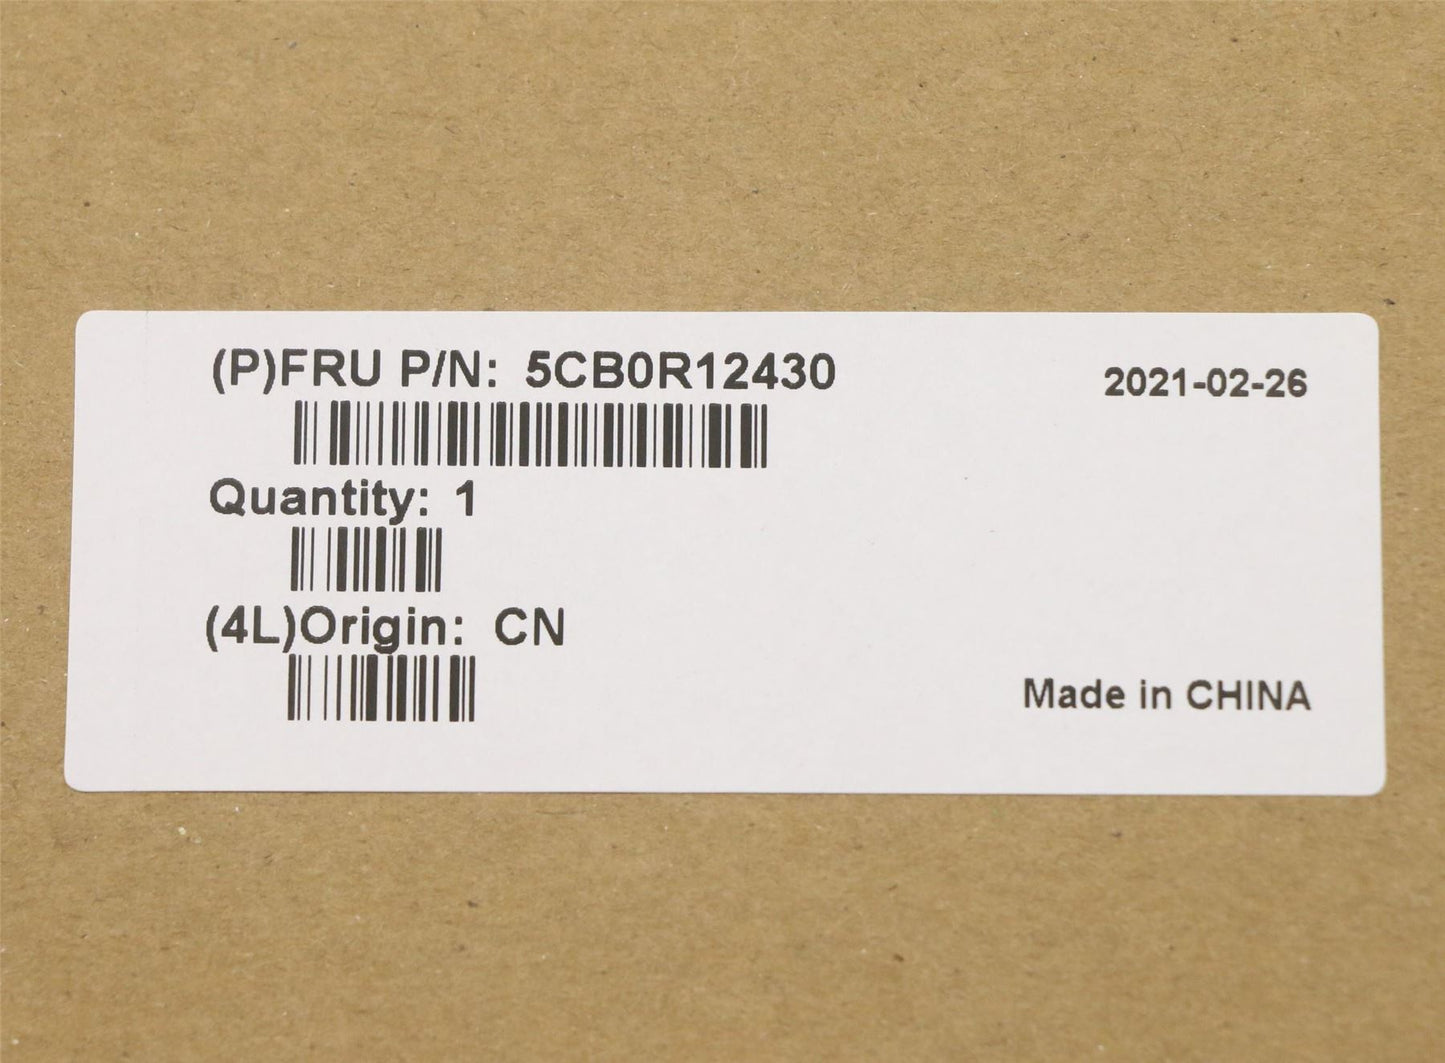 (P)FRU P/N: 5CB0R12430
2021-02-26
Quantity: 1
(4L)Origin: CN
Made in CHINA